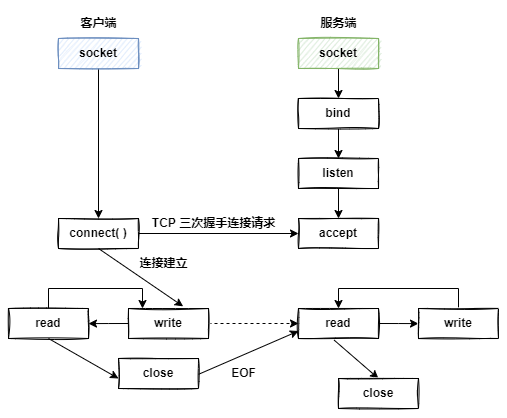 客户端
服务端
socket
socket
bind
listen
connect( )
TCP 三次握手连接请求
accept
连接建立
read
write
read
write
close
EOF
close